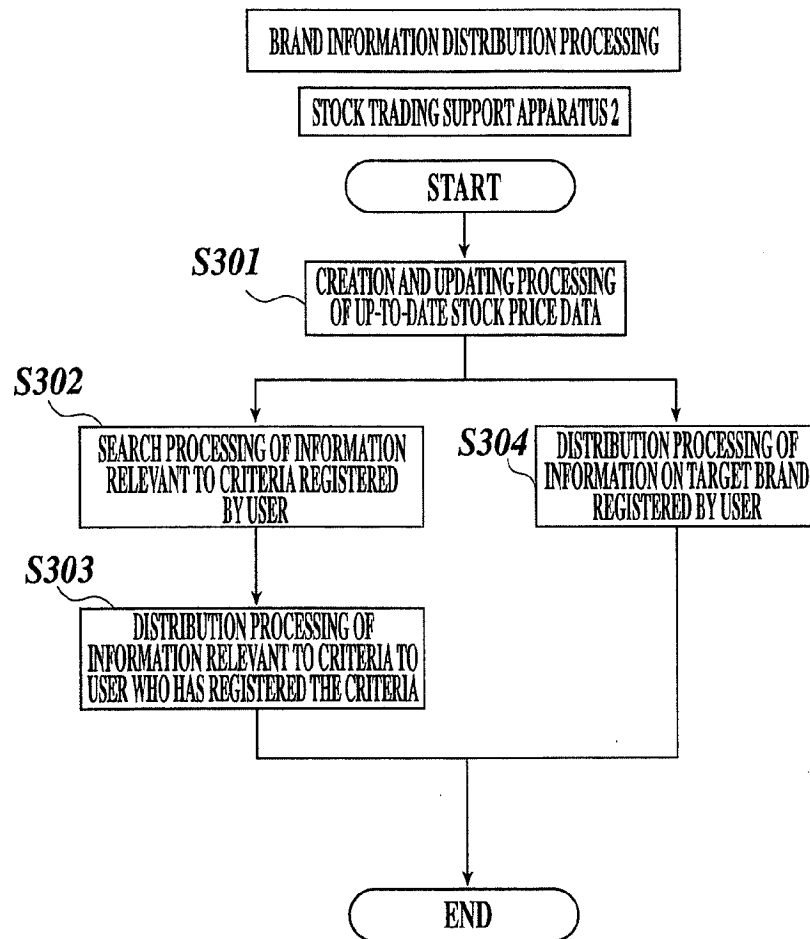 BRAND INFORMATION DISTRIBUTION PROCESSING
STOCK TRADING SUPPORT APPARATUS 2
START
S301
CREATION AND UPDATING PROCESSING
OF UP-TO-DATE STOCK PRICE DATA
S302
SEARCH PROCESSING OF INFORMATION
RELEVANT TO CRITERIA REGISTERED
BY USER
S304
DISTRIBUTION PROCESSING OF
INFORMATION ON TARGET BRAND
REGISTERED BY USER
S303
DISTRIBUTION PROCESSING OF
INFORMATION RELEVANT TO CRITERIA TO
USER WHO HAS REGISTERED THE CRITERIA
END